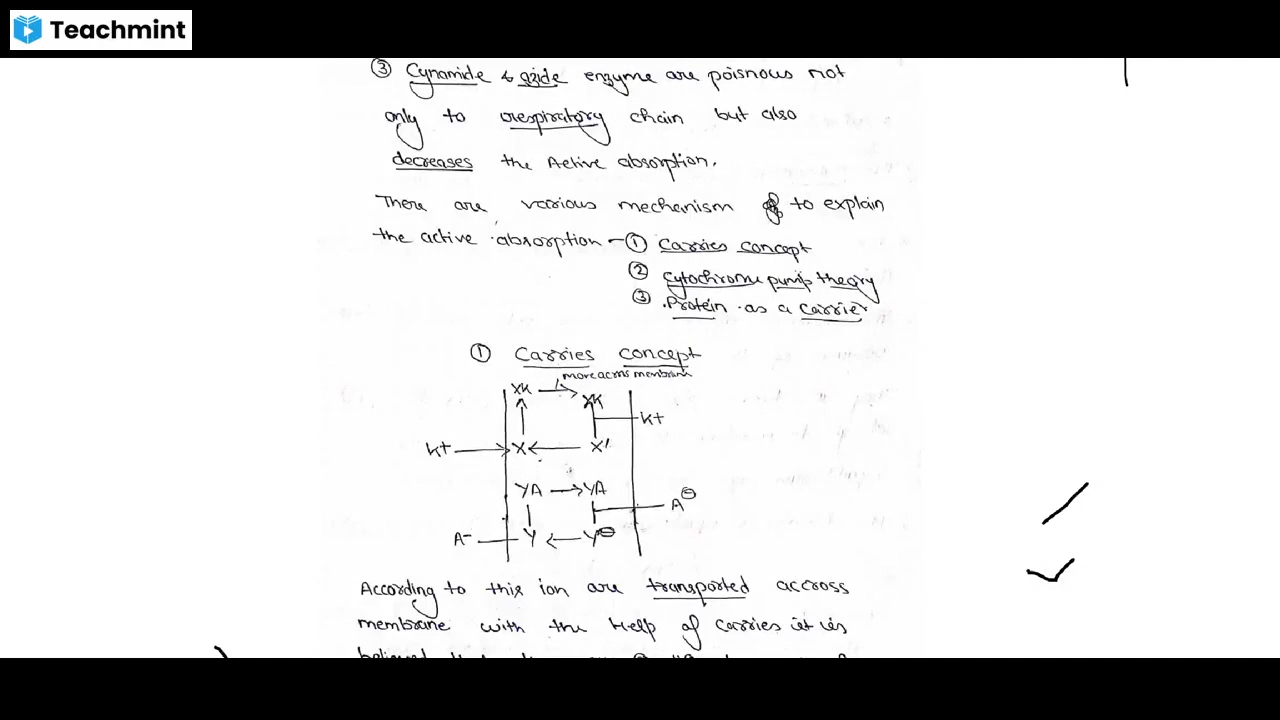 Teachmint
③ Cynamide & azide enzyme are poisnous not
only to respiratory chain but also
decreases the Active absorption.
There are various mechanism to explain
the active absorption - ① Carries concept
② Cytochrome pump theory
③ Protein as a carrier
① Carries concept
more across membrane
XK XK
K+
K+ X X'
YA YA
A⊖
A- Y Y⊖
According to this ion are transported accross
membrane with the Help of carries it is